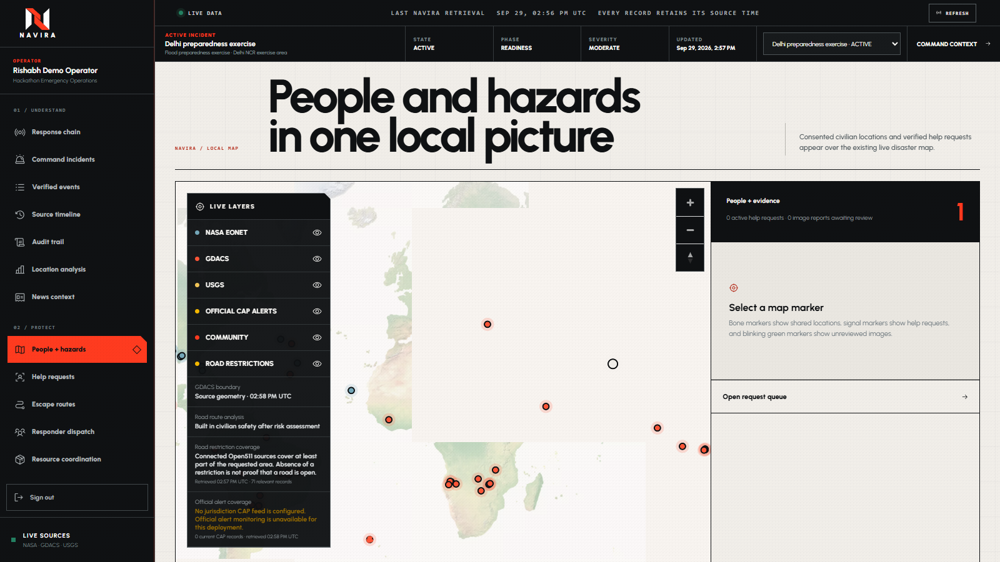 NAVIRA
OPERATOR
Rishabh Demo Operator
Hackathon Emergency Operations
01 / UNDERSTAND
Response chain
Command incidents
Verified events
Source timeline
Audit trail
Location analysis
News context
02 / PROTECT
People + hazards
Help requests
Escape routes
Responder dispatch
Resource coordination
Sign out
LIVE SOURCES
NASA · GDACS · USGS
LIVE DATA
LAST NAVIRA RETRIEVAL SEP 29, 02:56 PM UTC EVERY RECORD RETAINS ITS SOURCE TIME
REFRESH
ACTIVE INCIDENT
Delhi preparedness exercise
Flood preparedness exercise · Delhi NCR exercise area
STATE
ACTIVE
PHASE
READINESS
SEVERITY
MODERATE
UPDATED
Sep 29, 2026, 2:57 PM
Delhi preparedness exercise · ACTIVE
COMMAND CONTEXT
NAVIRA / LOCAL MAP
People and hazards
in one local picture
Consented civilian locations and verified help requests
appear over the existing live disaster map.
LIVE LAYERS
NASA EONET
GDACS
USGS
OFFICIAL CAP ALERTS
COMMUNITY
ROAD RESTRICTIONS
GDACS boundary
Source geometry · 02:58 PM UTC
Road route analysis
Built in civilian safety after risk assessment
Road restriction coverage
Connected Open511 sources cover at least
part of the requested area. Absence of a
restriction is not proof that a road is open.
Retrieved 02:57 PM UTC · 71 relevant records
Official alert coverage
No jurisdiction CAP feed is configured.
Official alert monitoring is unavailable for
this deployment.
0 current CAP records · retrieved 02:58 PM UTC
People + evidence
0 active help requests · 0 image reports awaiting review
1
Select a map marker
Bone markers show shared locations, signal markers show help requests,
and blinking green markers show unreviewed images.
Open request queue